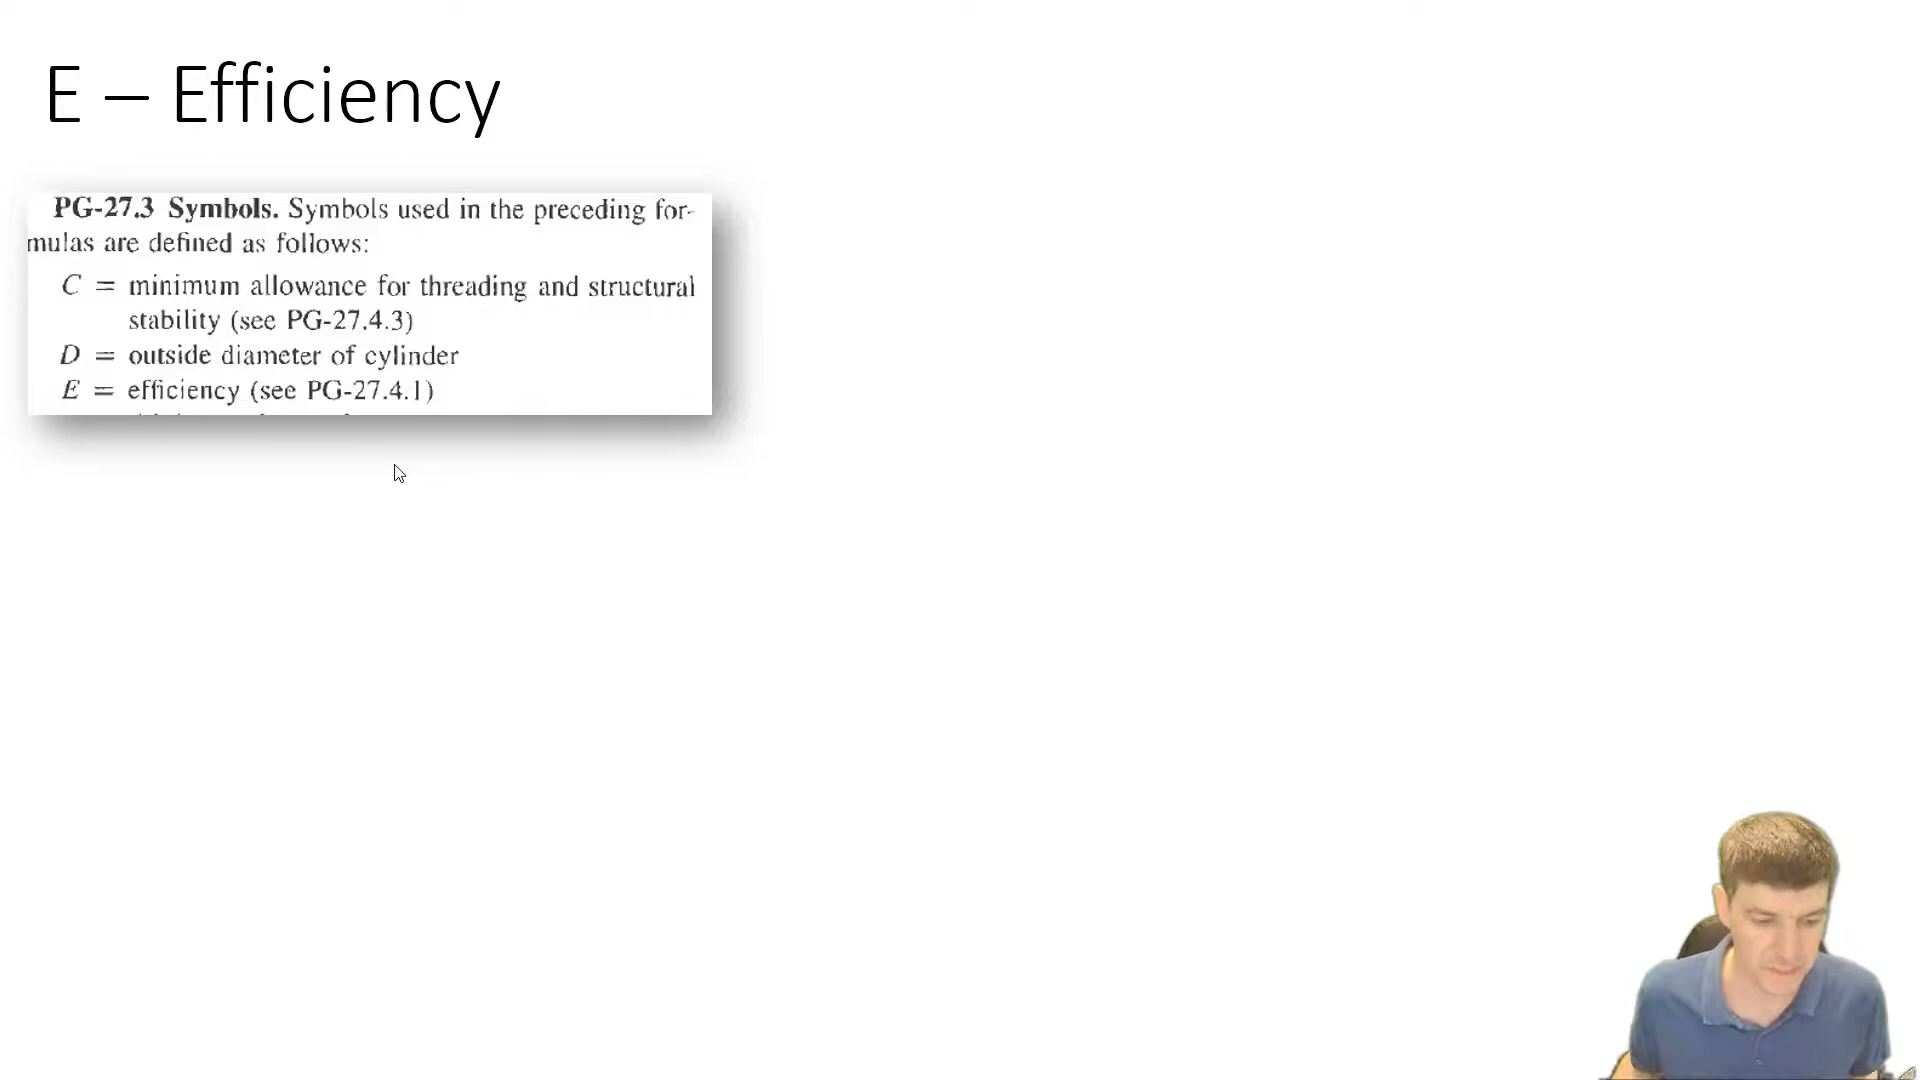 E – Efficiency
PG-27.3 Symbols. Symbols used in the preceding for-
mulas are defined as follows:
C = minimum allowance for threading and structural
stability (see PG-27.4.3)
D = outside diameter of cylinder
E = efficiency (see PG-27.4.1)